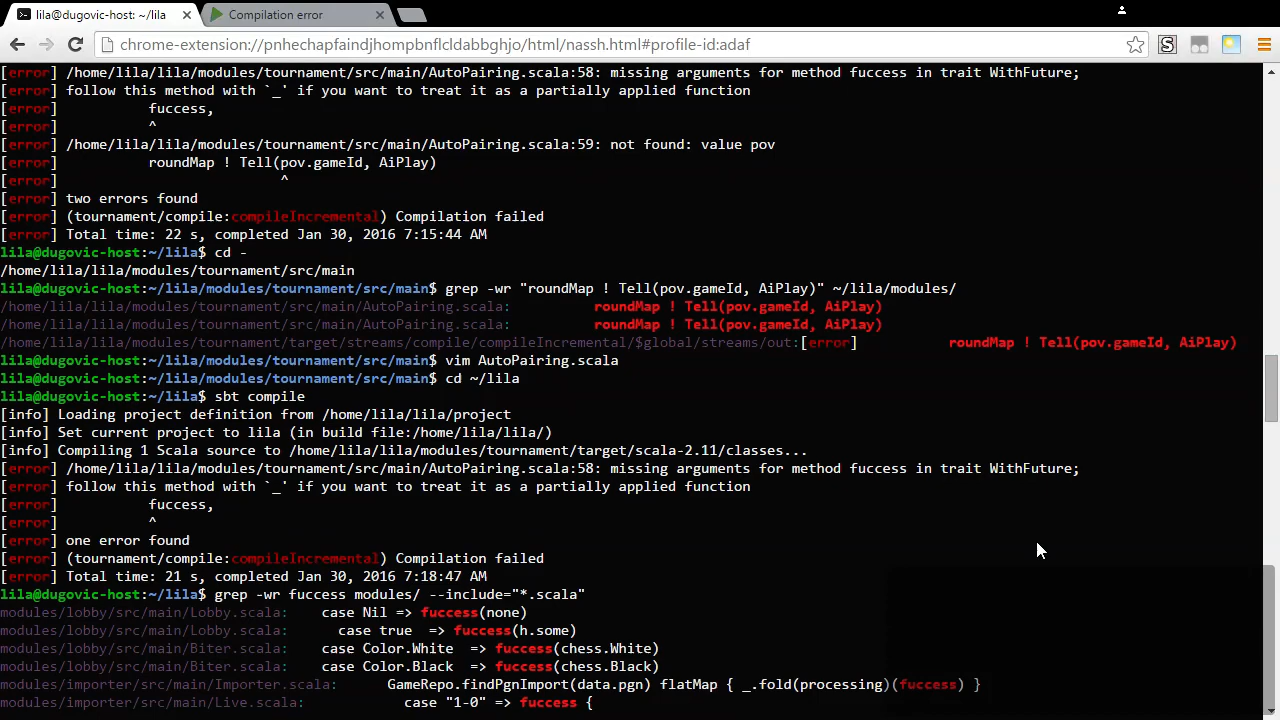 lila@dugovic-host: ~/lila
Compilation error
chrome-extension://pnhechapfaindjhompbnflcldabbghjo/html/nassh.html#profile-id:adaf
[error] /home/lila/lila/modules/tournament/src/main/AutoPairing.scala:58: missing arguments for method fuccess in trait WithFuture;
[error] follow this method with `_' if you want to treat it as a partially applied function
[error] fuccess,
[error] ^
[error] /home/lila/lila/modules/tournament/src/main/AutoPairing.scala:59: not found: value pov
[error] roundMap ! Tell(pov.gameId, AiPlay)
[error] ^
[error] two errors found
[error] (tournament/compile:compileIncremental) Compilation failed
[error] Total time: 22 s, completed Jan 30, 2016 7:15:44 AM
lila@dugovic-host:~/lila$ cd -
/home/lila/lila/modules/tournament/src/main
lila@dugovic-host:~/lila/modules/tournament/src/main$ grep -wr "roundMap ! Tell(pov.gameId, AiPlay)" ~/lila/modules/
/home/lila/lila/modules/tournament/src/main/AutoPairing.scala: roundMap ! Tell(pov.gameId, AiPlay)
/home/lila/lila/modules/tournament/src/main/AutoPairing.scala: roundMap ! Tell(pov.gameId, AiPlay)
/home/lila/lila/modules/tournament/target/streams/compile/compileIncremental/$global/streams/out:[error] roundMap ! Tell(pov.gameId, AiPlay)
lila@dugovic-host:~/lila/modules/tournament/src/main$ vim AutoPairing.scala
lila@dugovic-host:~/lila/modules/tournament/src/main$ cd ~/lila
lila@dugovic-host:~/lila$ sbt compile
[info] Loading project definition from /home/lila/lila/project
[info] Set current project to lila (in build file:/home/lila/lila/)
[info] Compiling 1 Scala source to /home/lila/lila/modules/tournament/target/scala-2.11/classes...
[error] /home/lila/lila/modules/tournament/src/main/AutoPairing.scala:58: missing arguments for method fuccess in trait WithFuture;
[error] follow this method with `_' if you want to treat it as a partially applied function
[error] fuccess,
[error] ^
[error] one error found
[error] (tournament/compile:compileIncremental) Compilation failed
[error] Total time: 21 s, completed Jan 30, 2016 7:18:47 AM
lila@dugovic-host:~/lila$ grep -wr fuccess modules/ --include="*.scala"
modules/lobby/src/main/Lobby.scala: case Nil => fuccess(none)
modules/lobby/src/main/Lobby.scala: case true => fuccess(h.some)
modules/lobby/src/main/Biter.scala: case Color.White => fuccess(chess.White)
modules/lobby/src/main/Biter.scala: case Color.Black => fuccess(chess.Black)
modules/importer/src/main/Importer.scala: GameRepo.findPgnImport(data.pgn) flatMap { _.fold(processing)(fuccess) }
modules/importer/src/main/Live.scala: case "1-0" => fuccess {